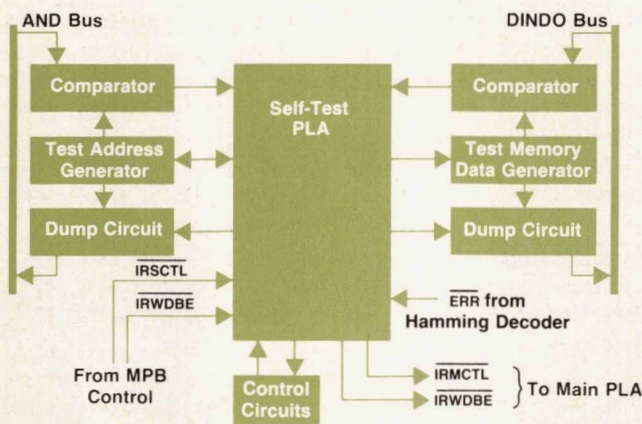 AND Bus
DINDO Bus
Comparator
Self-Test
PLA
Comparator
Test Address
Generator
Test Memory
Data Generator
Dump Circuit
Dump Circuit
IRSCTL
IRWDBE
ERR from
Hamming Decoder
From MPB
Control
Control
Circuits
IRMCTL
IRWDBE
To Main PLA